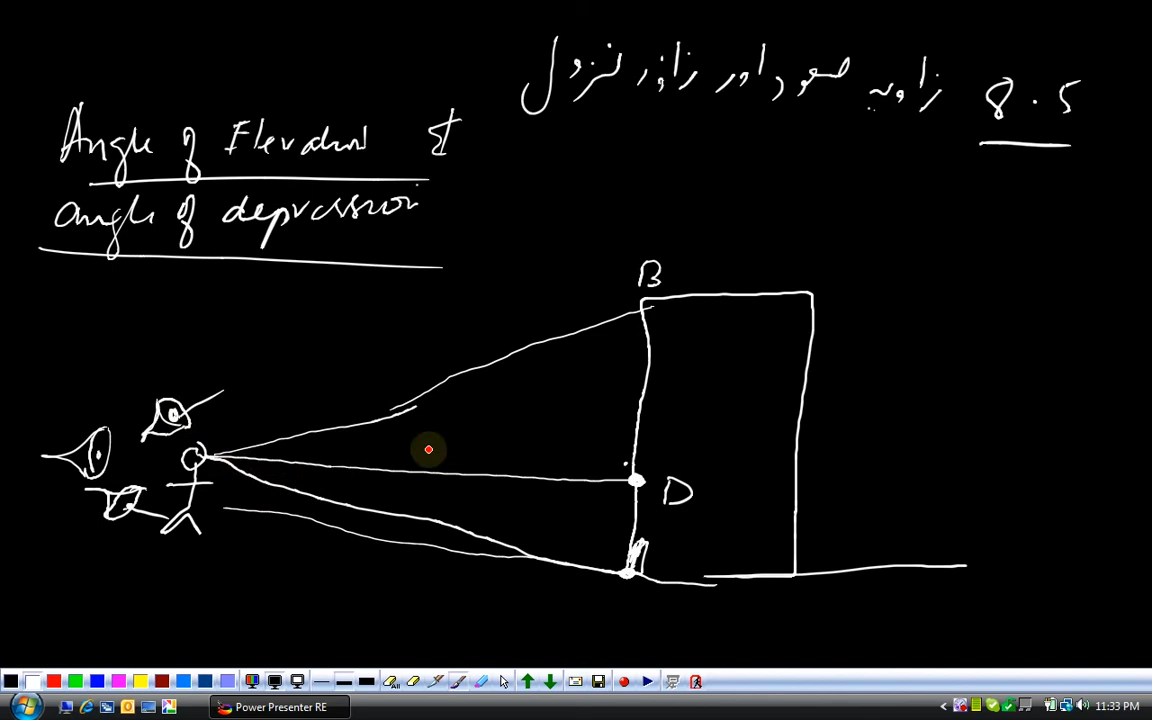 8.5 زاویہ صعود اور زاویہ نزول
Angle of Elevation &
angle of depression
B
D
Power Presenter RE
11:33 PM